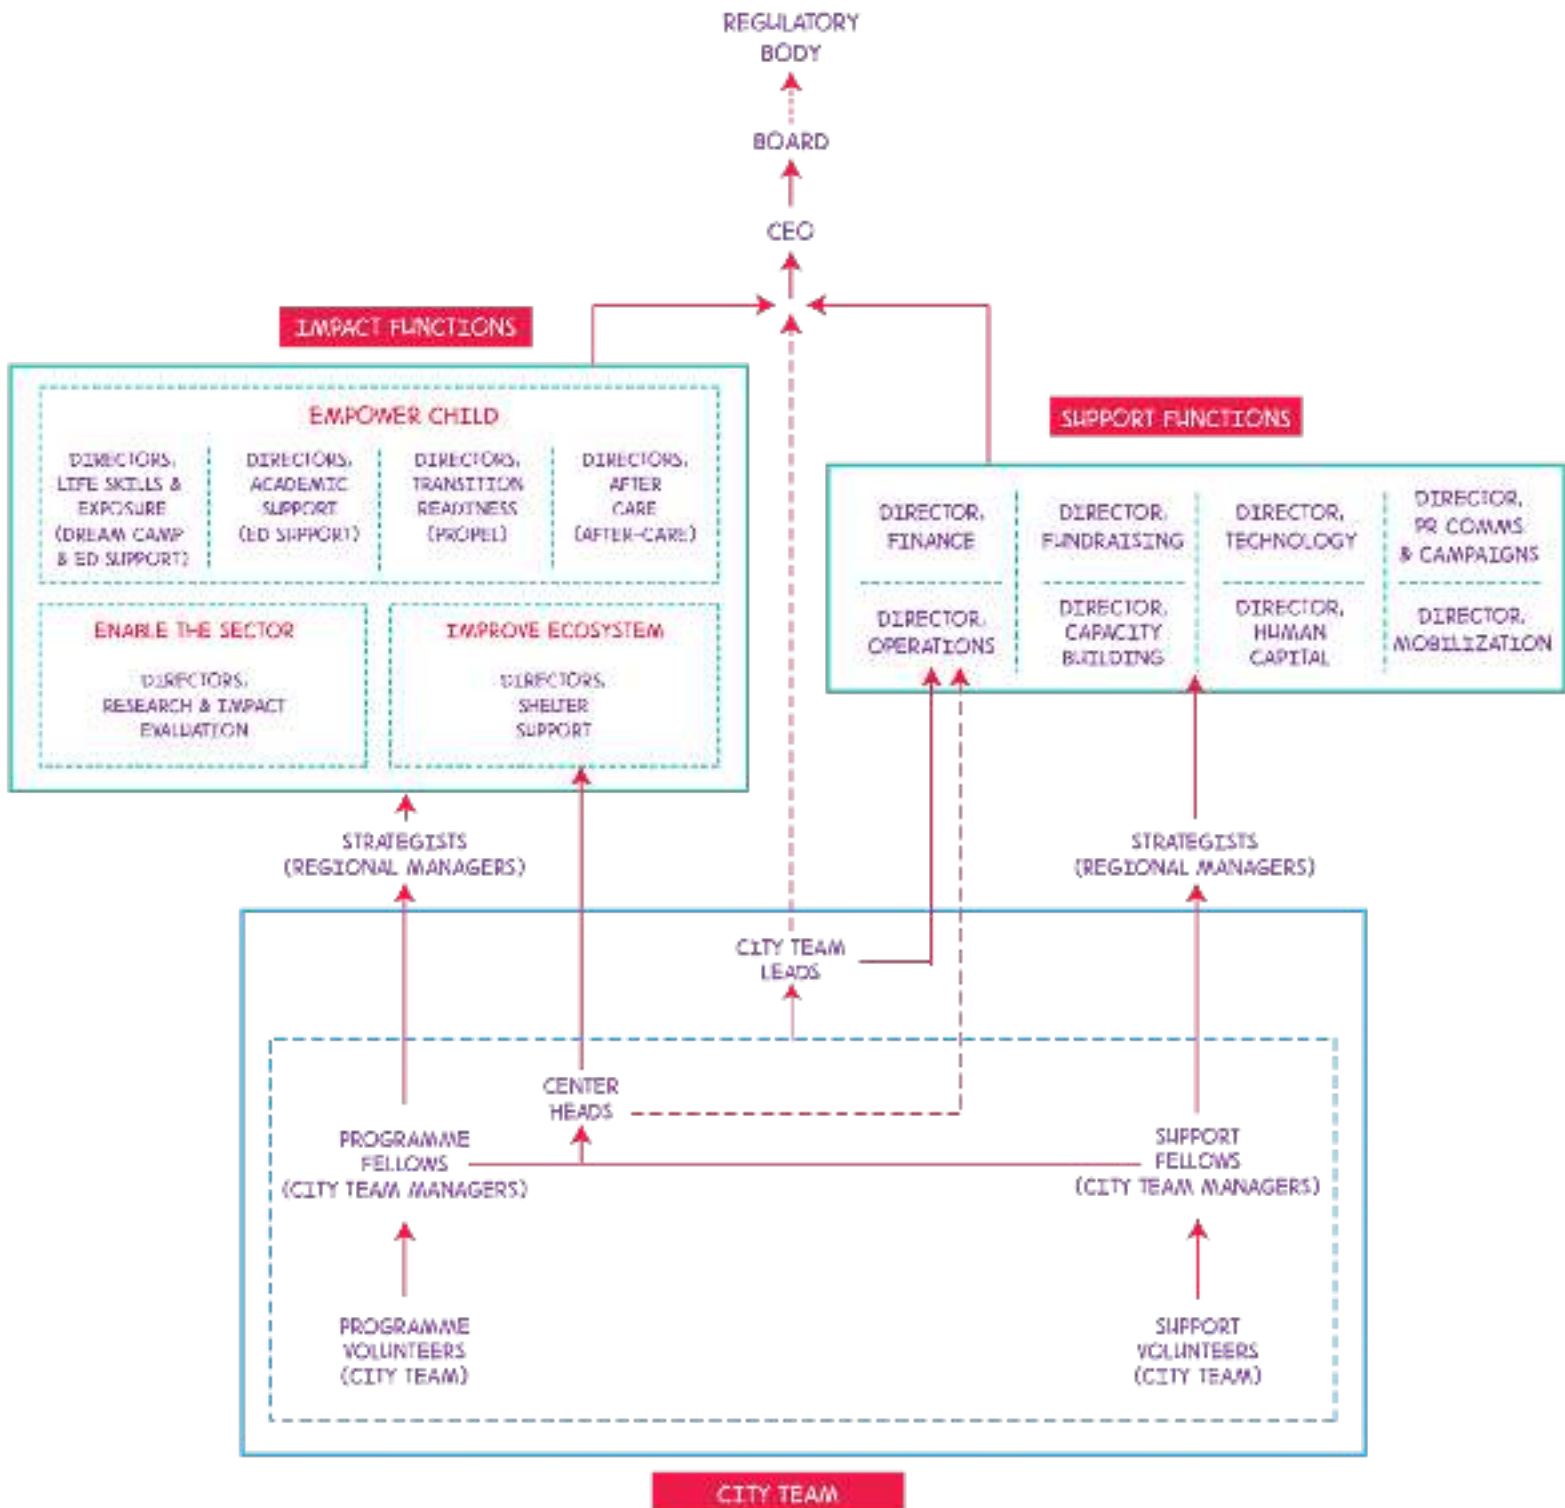 REGULATORY
BODY
BOARD
CEO
IMPACT FUNCTIONS
EMPOWER CHILD
DIRECTORS,
LIFE SKILLS &
EXPOSURE
(DREAM CAMP
& ED SUPPORT)
DIRECTORS,
ACADEMIC
SUPPORT
(ED SUPPORT)
DIRECTORS,
TRANSITION
READINESS
(PROPEL)
DIRECTORS,
AFTER
CARE
(AFTER-CARE)
ENABLE THE SECTOR
DIRECTORS,
RESEARCH & IMPACT
EVALUATION
IMPROVE ECOSYSTEM
DIRECTORS,
SHELTER
SUPPORT
SUPPORT FUNCTIONS
DIRECTOR,
FINANCE
DIRECTOR,
FUNDRAISING
DIRECTOR,
TECHNOLOGY
DIRECTOR,
PR COMMS
& CAMPAIGNS
DIRECTOR,
OPERATIONS
DIRECTOR,
CAPACITY
BUILDING
DIRECTOR,
HUMAN
CAPITAL
DIRECTOR,
MOBILIZATION
STRATEGISTS
(REGIONAL MANAGERS)
STRATEGISTS
(REGIONAL MANAGERS)
CITY TEAM
LEADS
CENTER
HEADS
PROGRAMME
FELLOWS
(CITY TEAM MANAGERS)
SUPPORT
FELLOWS
(CITY TEAM MANAGERS)
PROGRAMME
VOLUNTEERS
(CITY TEAM)
SUPPORT
VOLUNTEERS
(CITY TEAM)
CITY TEAM